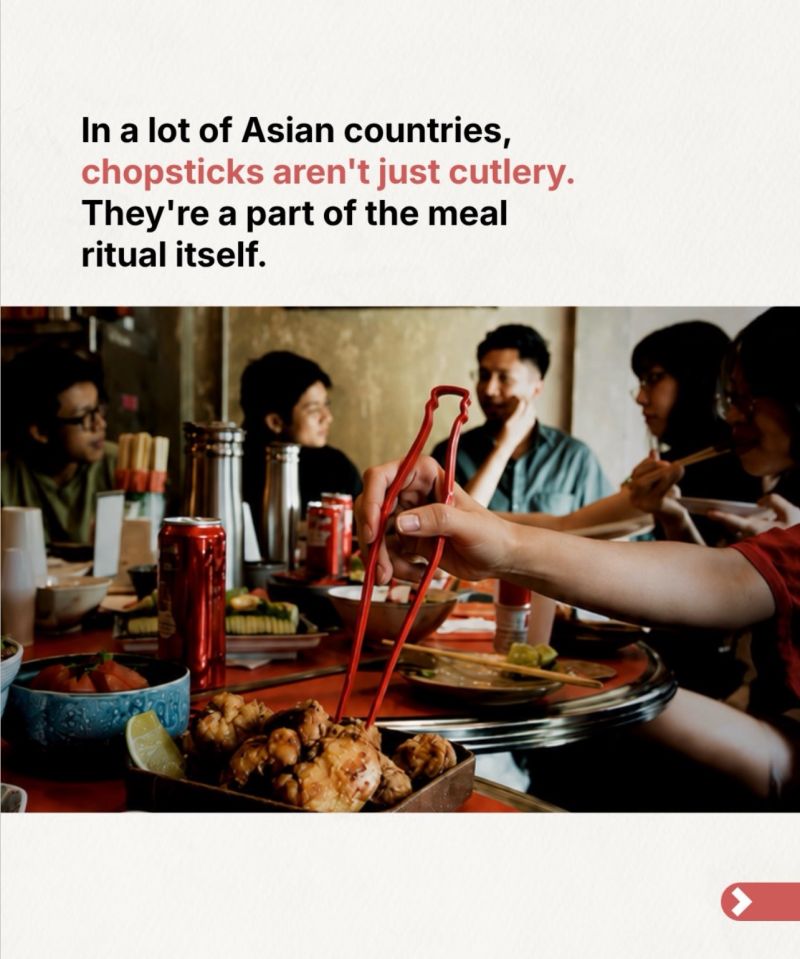 In a lot of Asian countries,
chopsticks aren't just cutlery.
They're a part of the meal
ritual itself.